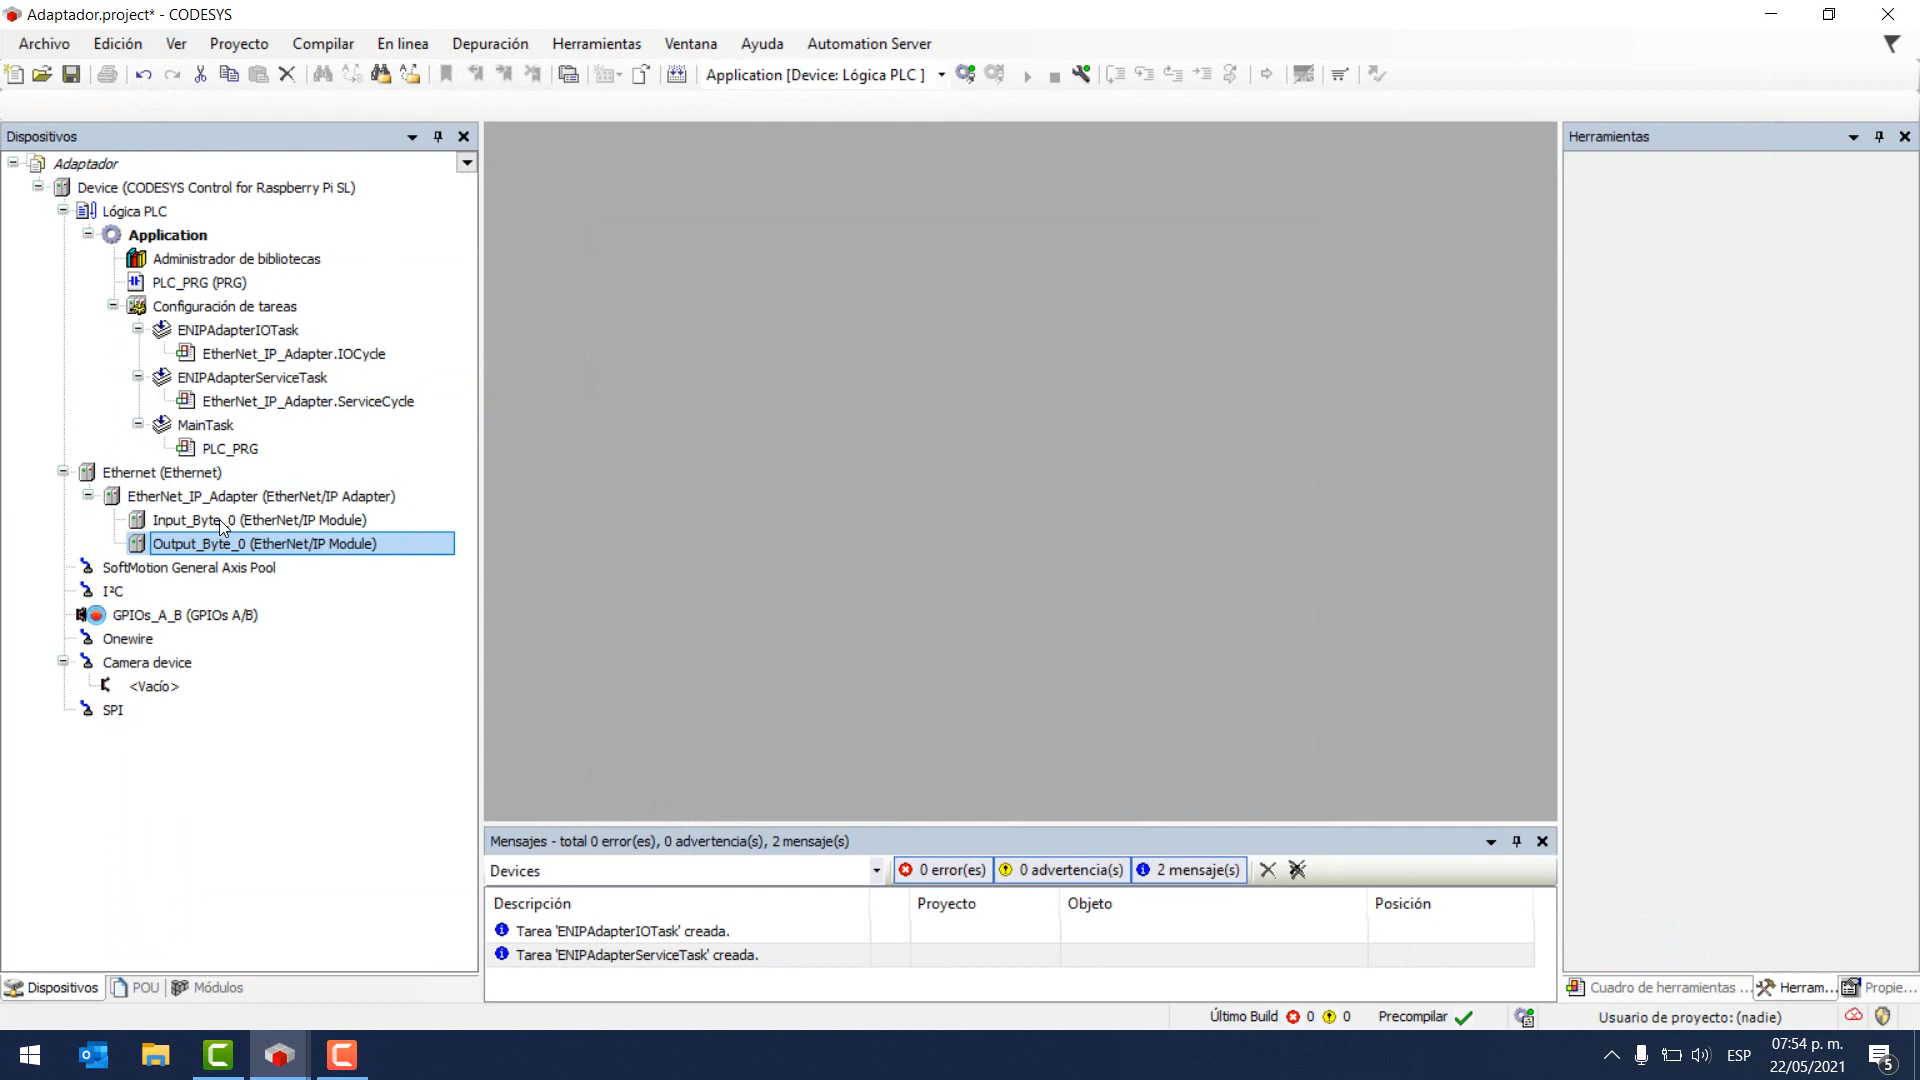 Adaptador.project* - CODESYS
Archivo Edición Ver Proyecto Compilar En linea Depuración Herramientas Ventana Ayuda Automation Server
Application [Device: Lógica PLC ]
Dispositivos
Adaptador
Device (CODESYS Control for Raspberry Pi SL)
Lógica PLC
Application
Administrador de bibliotecas
PLC_PRG (PRG)
Configuración de tareas
ENIPAdapterIOTask
EtherNet_IP_Adapter.IOCycle
ENIPAdapterServiceTask
EtherNet_IP_Adapter.ServiceCycle
MainTask
PLC_PRG
Ethernet (Ethernet)
EtherNet_IP_Adapter (EtherNet/IP Adapter)
Input_Byte_0 (EtherNet/IP Module)
Output_Byte_0 (EtherNet/IP Module)
SoftMotion General Axis Pool
I²C
GPIOs_A_B (GPIOs A/B)
Onewire
Camera device
<Vacío>
SPI
Dispositivos POU Módulos
Herramientas
Mensajes - total 0 error(es), 0 advertencia(s), 2 mensaje(s)
Devices 0 error(es) 0 advertencia(s) 2 mensaje(s)
Descripción Proyecto Objeto Posición
Tarea 'ENIPAdapterIOTask' creada.
Tarea 'ENIPAdapterServiceTask' creada.
Cuadro de herramientas ... Herram... Propie...
Último Build 0 0 Precompilar Usuario de proyecto: (nadie)
ESP
07:54 p. m.
22/05/2021
5